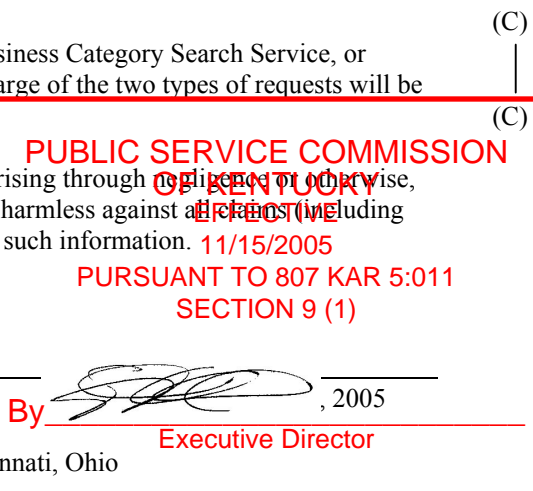 (C)
siness Category Search Service, or
arge of the two types of requests will be
(C)
PUBLIC SERVICE COMMISSION
OF KENTUCKY
rising through negligence or otherwise,
EFFECTIVE
harmless against all claims (including
such information. 11/15/2005
PURSUANT TO 807 KAR 5:011
SECTION 9 (1)
, 2005
By
Executive Director
nnati, Ohio